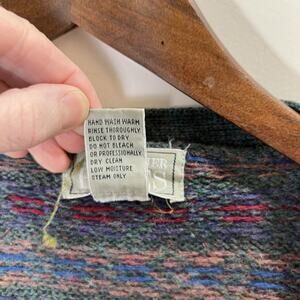 HAND WASH WARM
RINSE THOROUGHLY
BLOCK TO DRY
DO NOT BLEACH
OR PROFESSIONALLY
DRY CLEAN
LOW MOISTURE
STEAM ONLY